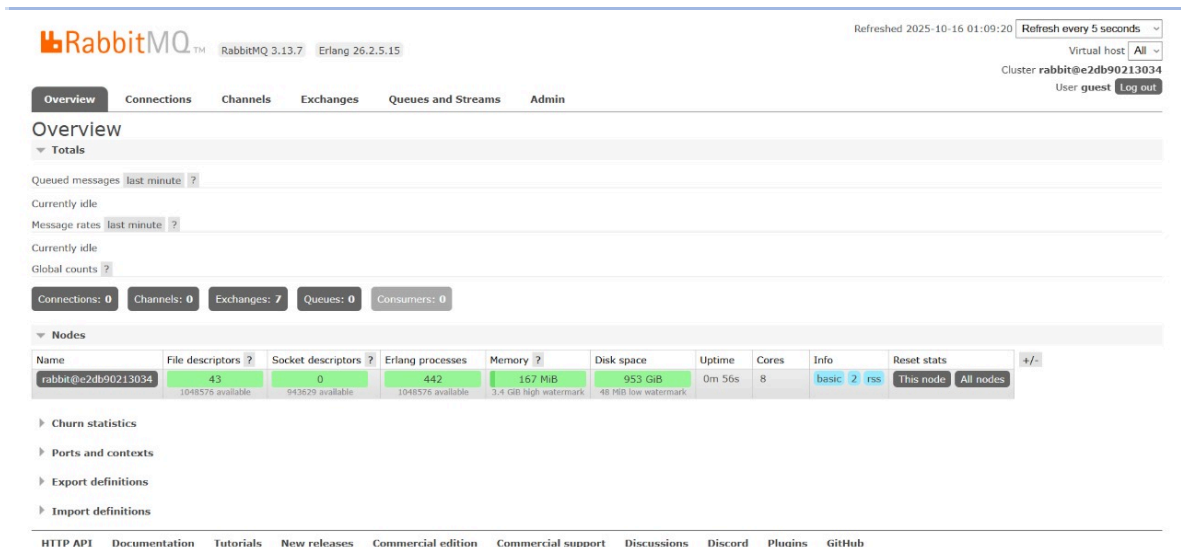 RabbitMQ TM RabbitMQ 3.13.7 Erlang 26.2.5.15
Refreshed 2025-10-16 01:09:20 Refresh every 5 seconds
Virtual host All
Cluster rabbit@e2db90213034
User guest Log out
Overview Connections Channels Exchanges Queues and Streams Admin
Overview
Totals
Queued messages last minute ?
Currently idle
Message rates last minute ?
Currently idle
Global counts ?
Connections: 0 Channels: 0 Exchanges: 7 Queues: 0 Consumers: 0
Nodes
Name File descriptors ? Socket descriptors ? Erlang processes Memory ? Disk space Uptime Cores Info Reset stats +/-
rabbit@e2db90213034 43 0 442 167 MiB 953 GiB 0m 56s 8 basic 2 rss This node All nodes
1048576 available 943629 available 1048576 available 3.4 GiB high watermark 48 MiB low watermark
Churn statistics
Ports and contexts
Export definitions
Import definitions
HTTP API Documentation Tutorials New releases Commercial edition Commercial support Discussions Discord Plugins GitHub